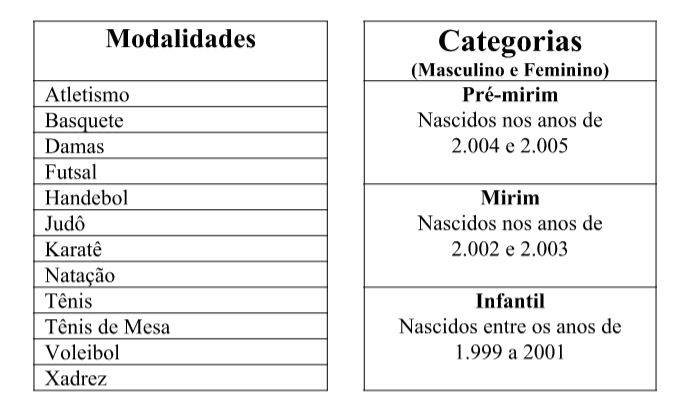 Modalidades
Atletismo
Basquete
Damas
Futsal
Handebol
Judô
Karatê
Natação
Tênis
Tênis de Mesa
Voleibol
Xadrez
Categorias
(Masculino e Feminino)
Pré-mirim
Nascidos nos anos de
2.004 e 2.005
Mirim
Nascidos nos anos de
2.002 e 2.003
Infantil
Nascidos entre os anos de
1.999 a 2001